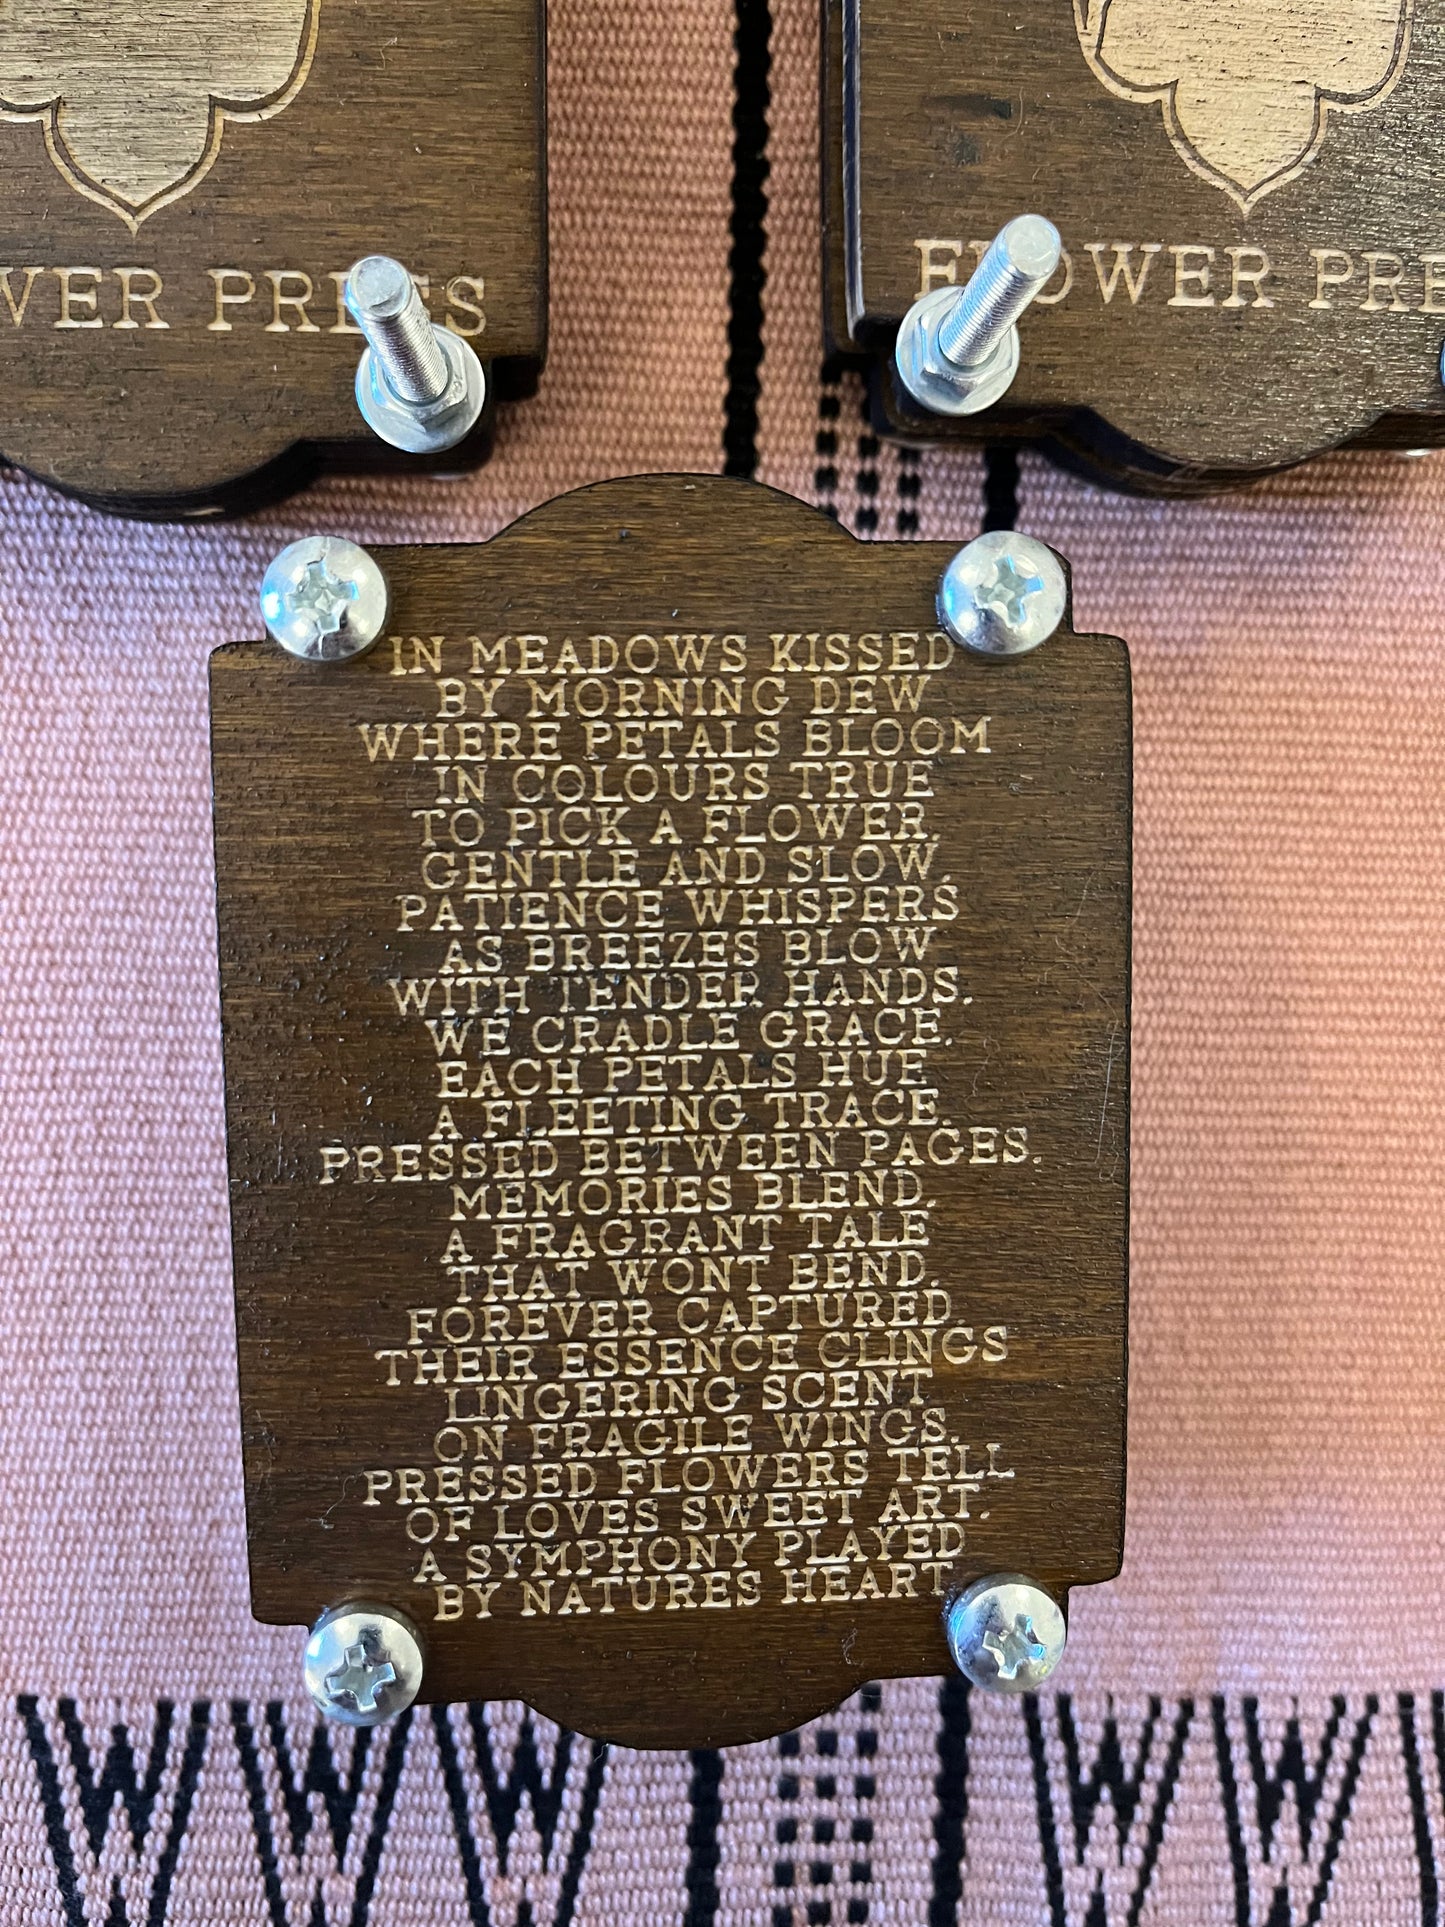 VER PRESS
FLOWER PRE
IN MEADOWS KISSED
BY MORNING DEW
WHERE PETALS BLOOM
IN COLOURS TRUE
TO PICK A FLOWER,
GENTLE AND SLOW,
PATIENCE WHISPERS
AS BREEZES BLOW
WITH TENDER HANDS,
WE CRADLE GRACE,
EACH PETALS HUE
A FLEETING TRACE.
PRESSED BETWEEN PAGES,
MEMORIES BLEND,
A FRAGRANT TALE
THAT WONT BEND.
FOREVER CAPTURED,
THEIR ESSENCE CLINGS
LINGERING SCENT
ON FRAGILE WINGS.
PRESSED FLOWERS TELL
OF LOVES SWEET ART.
A SYMPHONY PLAYED
BY NATURES HEART